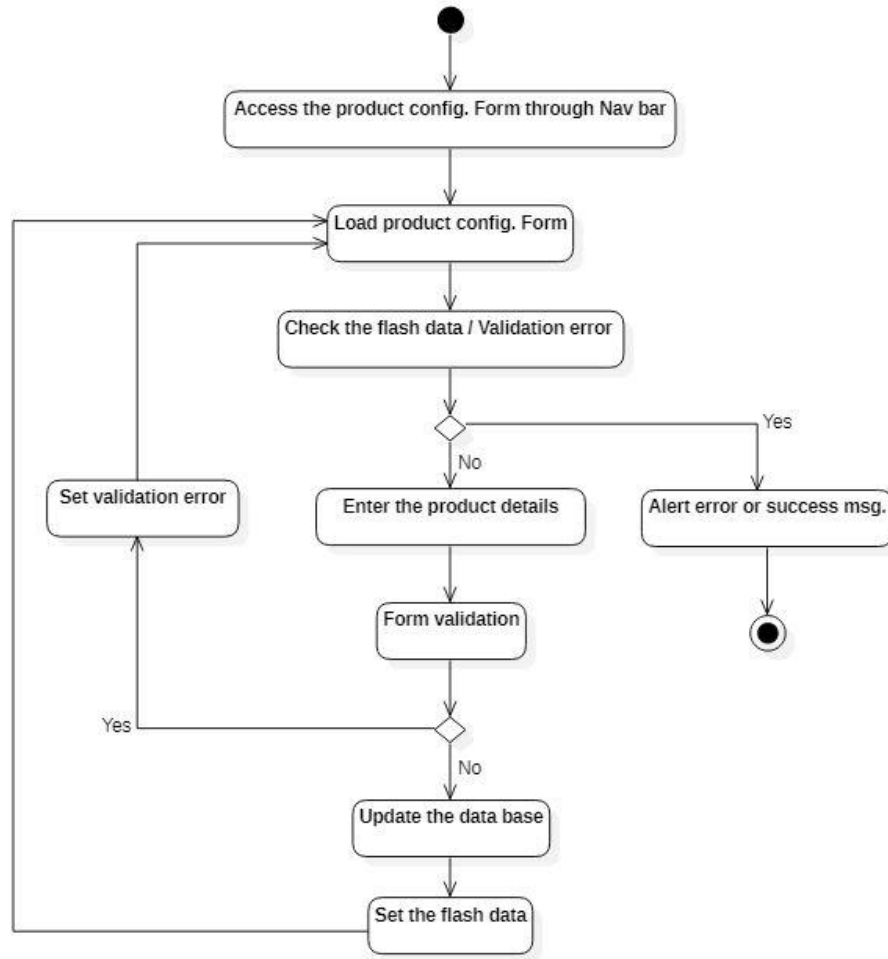 Access the product config. Form through Nav bar
Load product config. Form
Check the flash data / Validation error
Yes
No
Set validation error
Enter the product details
Alert error or success msg.
Form validation
Yes
No
Update the data base
Set the flash data